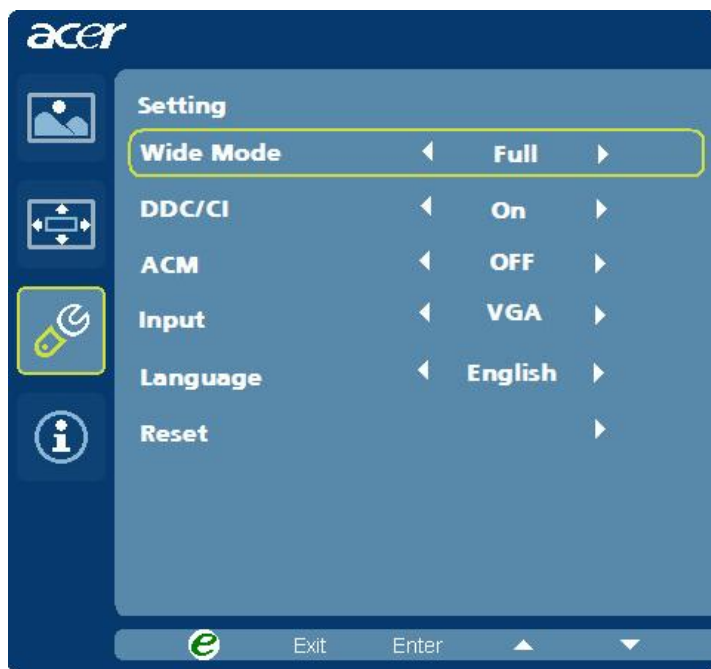 acer
Setting
Wide Mode Full
DDC/CI On
ACM OFF
Input VGA
Language English
Reset
e Exit Enter